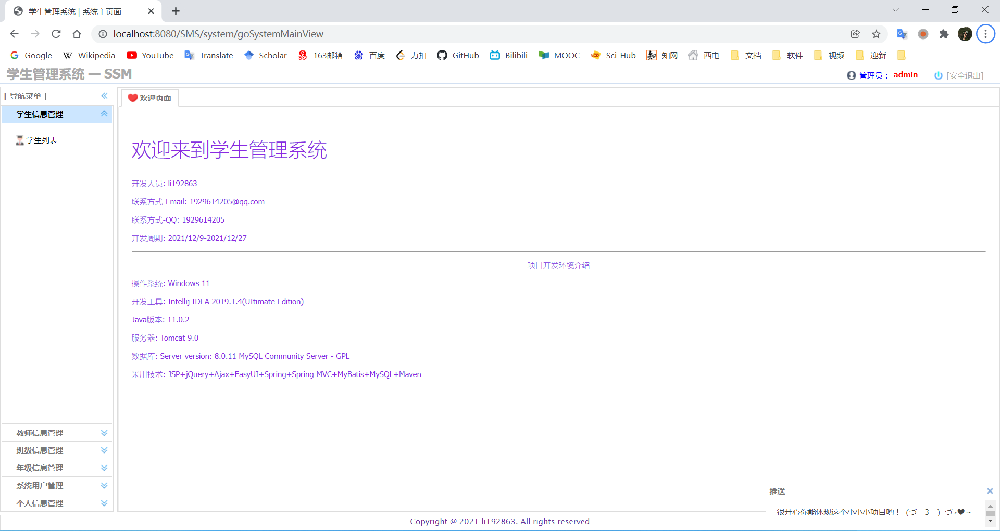 学生管理系统 | 系统主页面
localhost:8080/SMS/system/goSystemMainView
Google Wikipedia YouTube Translate Scholar 163邮箱 百度 力扣 GitHub Bilibili MOOC Sci-Hub 知网 西电 文档 软件 视频 迎新
学生管理系统 — SSM
管理员： admin [安全退出]
[ 导航菜单 ]
学生信息管理
学生列表
教师信息管理
班级信息管理
年级信息管理
系统用户管理
个人信息管理
欢迎页面
欢迎来到学生管理系统
开发人员: li192863
联系方式-Email: 1929614205@qq.com
联系方式-QQ: 1929614205
开发周期: 2021/12/9-2021/12/27
项目开发环境介绍
操作系统: Windows 11
开发工具: Intellij IDEA 2019.1.4(UItimate Edition)
Java版本: 11.0.2
服务器: Tomcat 9.0
数据库: Server version: 8.0.11 MySQL Community Server - GPL
采用技术: JSP+jQuery+Ajax+EasyUI+Spring+Spring MVC+MyBatis+MySQL+Maven
推送
很开心你能体现这个小小小项目哟！（づ￣3￣）づ╭❤～
Copyright @ 2021 li192863. All rights reserved